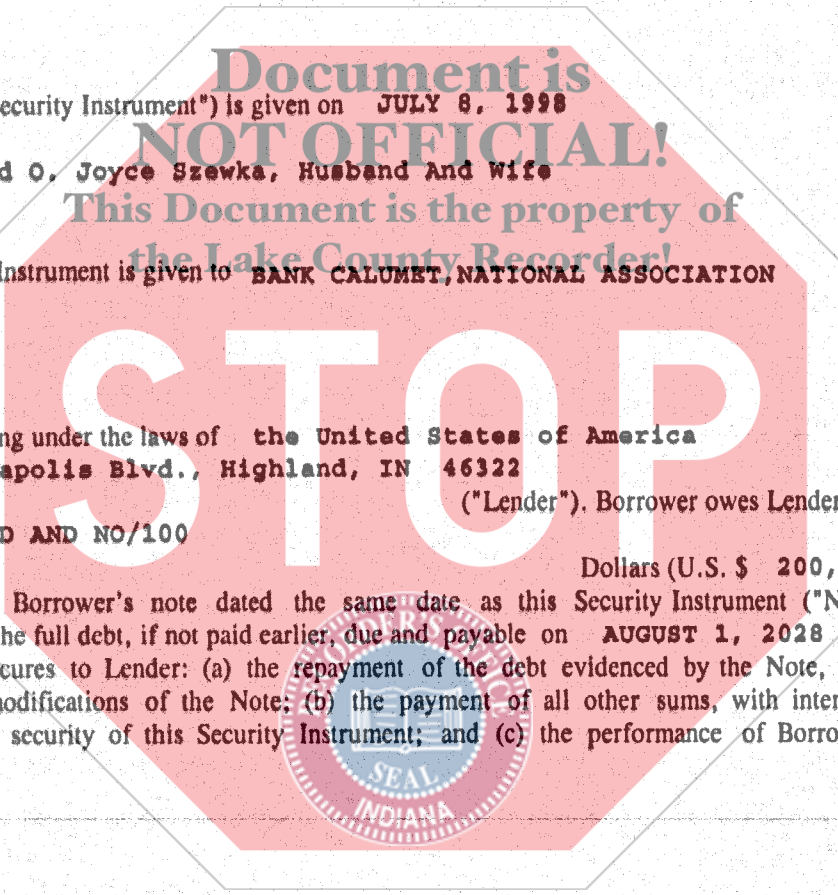 Document is
ecurity Instrument") is given on JULY 8, 1998
NOT OFFICIAL!
d O. Joyce Szewka, Husband And Wife
This Document is the property of
the Lake County Recorder!
Instrument is given to BANK CALUMET, NATIONAL ASSOCIATION
STOP
ng under the laws of the United States of America
apolis Blvd., Highland, IN 46322
("Lender"). Borrower owes Lender
D AND NO/100
Dollars (U.S. $ 200,
Borrower's note dated the same date as this Security Instrument ("N
he full debt, if not paid earlier, due and payable on AUGUST 1, 2028
cures to Lender: (a) the repayment of the debt evidenced by the Note,
nodifications of the Note; (b) the payment of all other sums, with inter
security of this Security Instrument; and (c) the performance of Borro
SEAL
INDIANA